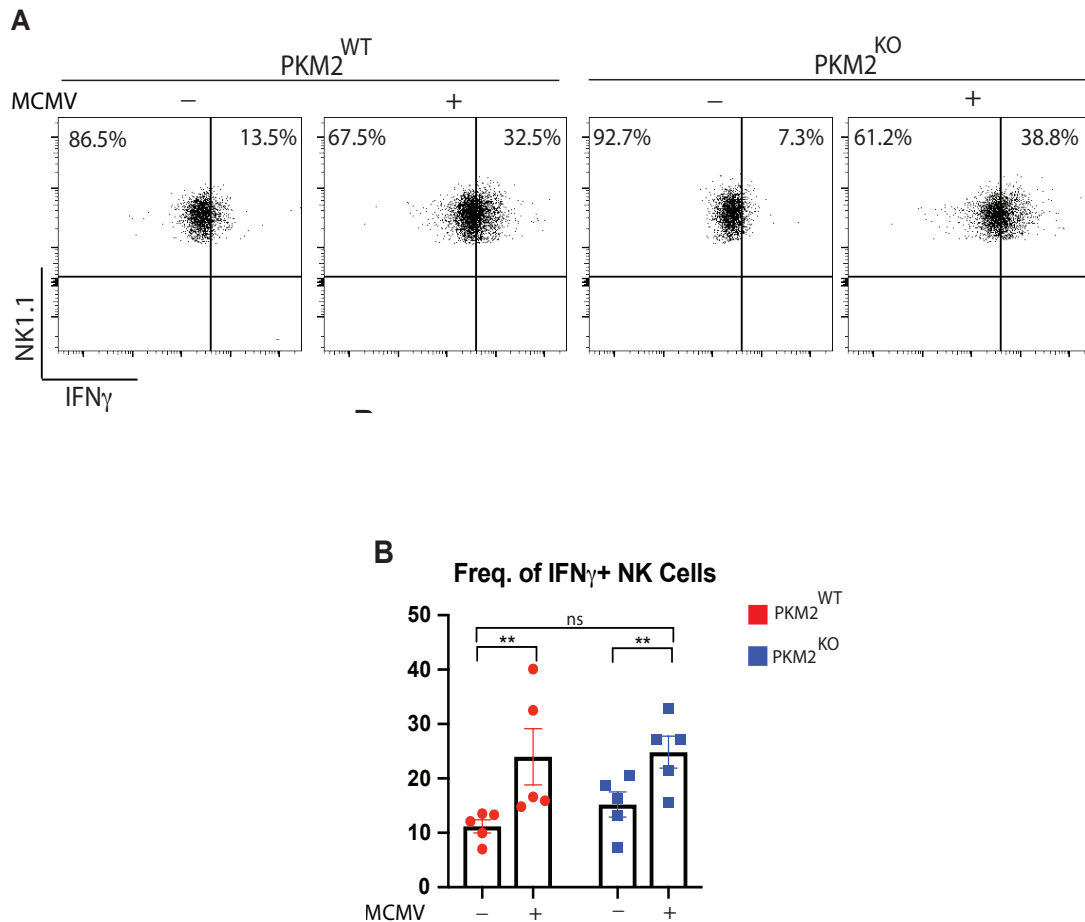 A
PKM2WT PKM2KO
MCMV − + − +
86.5% 13.5% 67.5% 32.5% 92.7% 7.3% 61.2% 38.8%
NK1.1
IFNγ
B
Freq. of IFNγ+ NK Cells
50
40
30
20
10
0
ns
** **
PKM2WT
PKM2KO
MCMV − + − +